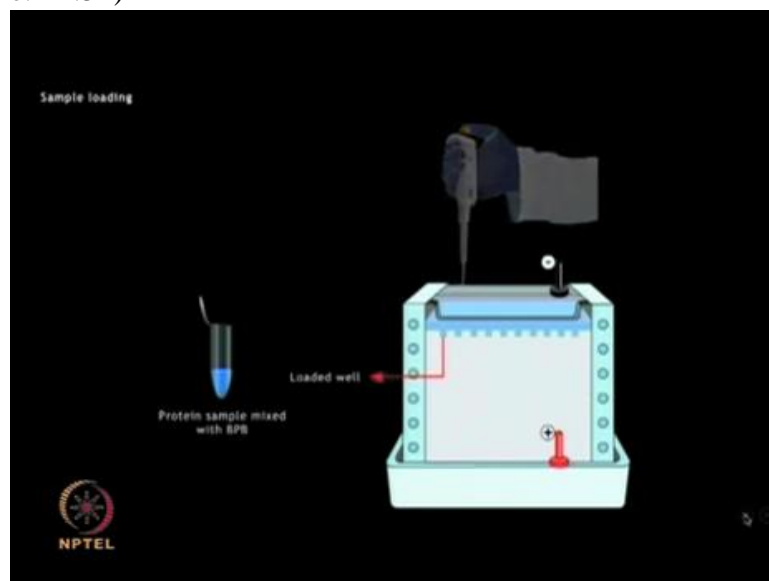 Sample loading
-
Loaded well
Protein sample mixed
with BPB
+
NPTEL